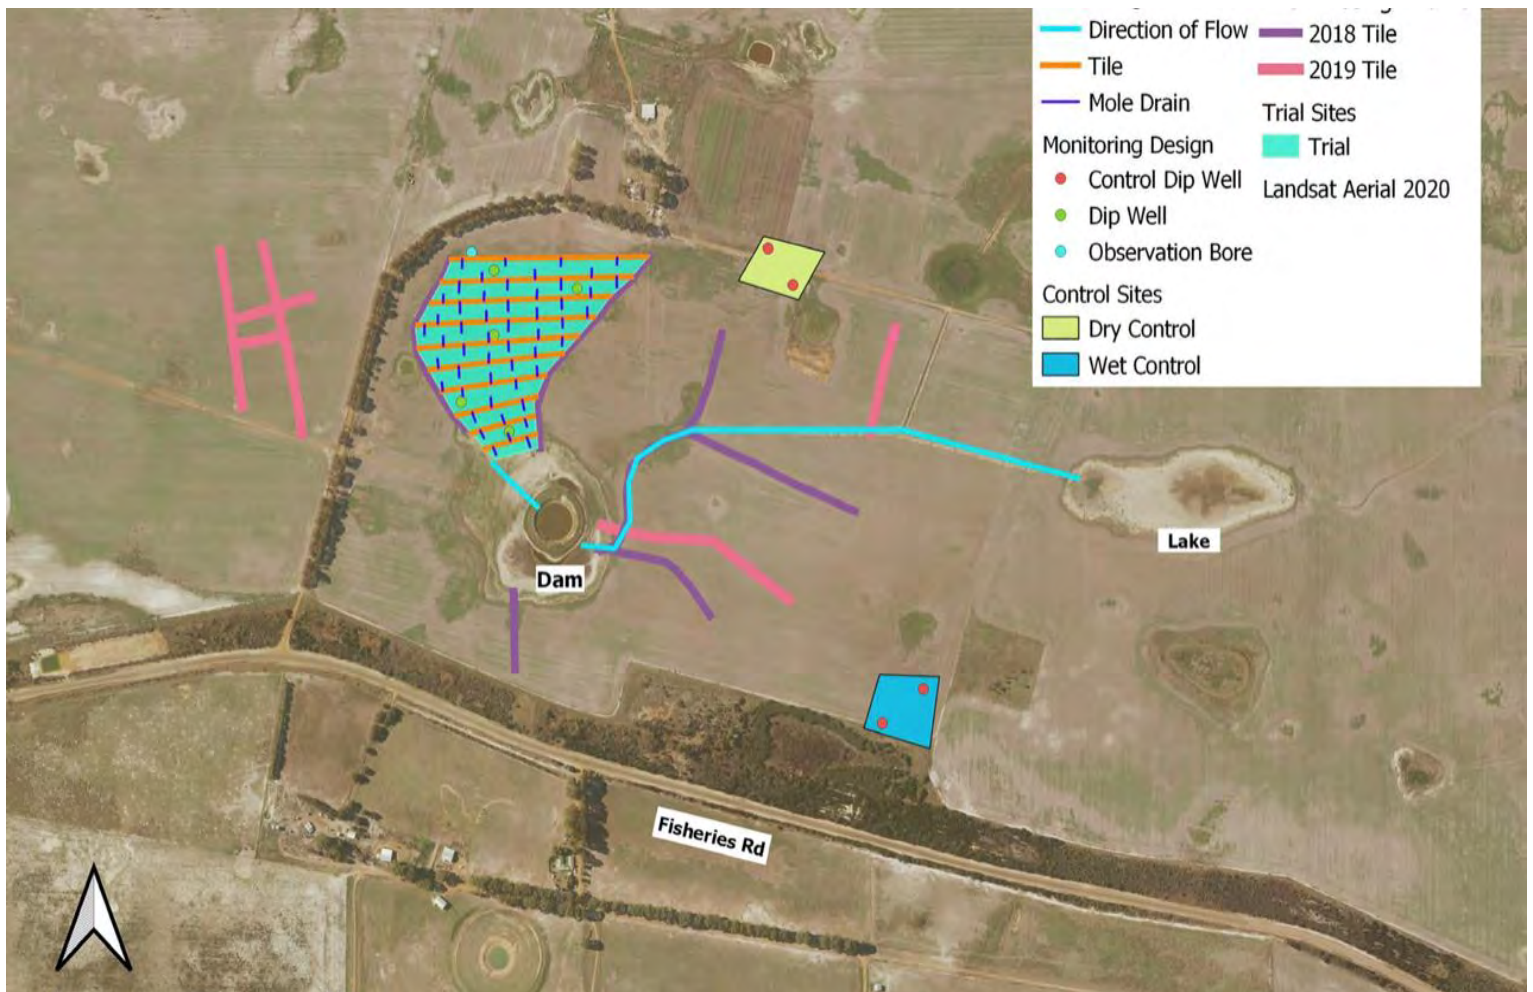 Direction of Flow
Tile
Mole Drain
Monitoring Design
Control Dip Well
Dip Well
Observation Bore
Control Sites
Dry Control
Wet Control
2018 Tile
2019 Tile
Trial Sites
Trial
Landsat Aerial 2020
Lake
Dam
Fisheries Rd